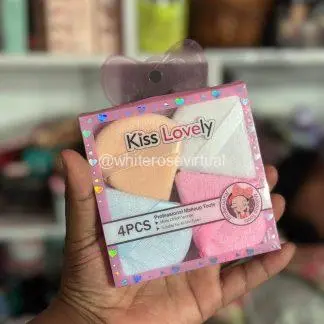 Kiss Lovely
@whiterosevirtual
4PCS
Professional Makeup Tools